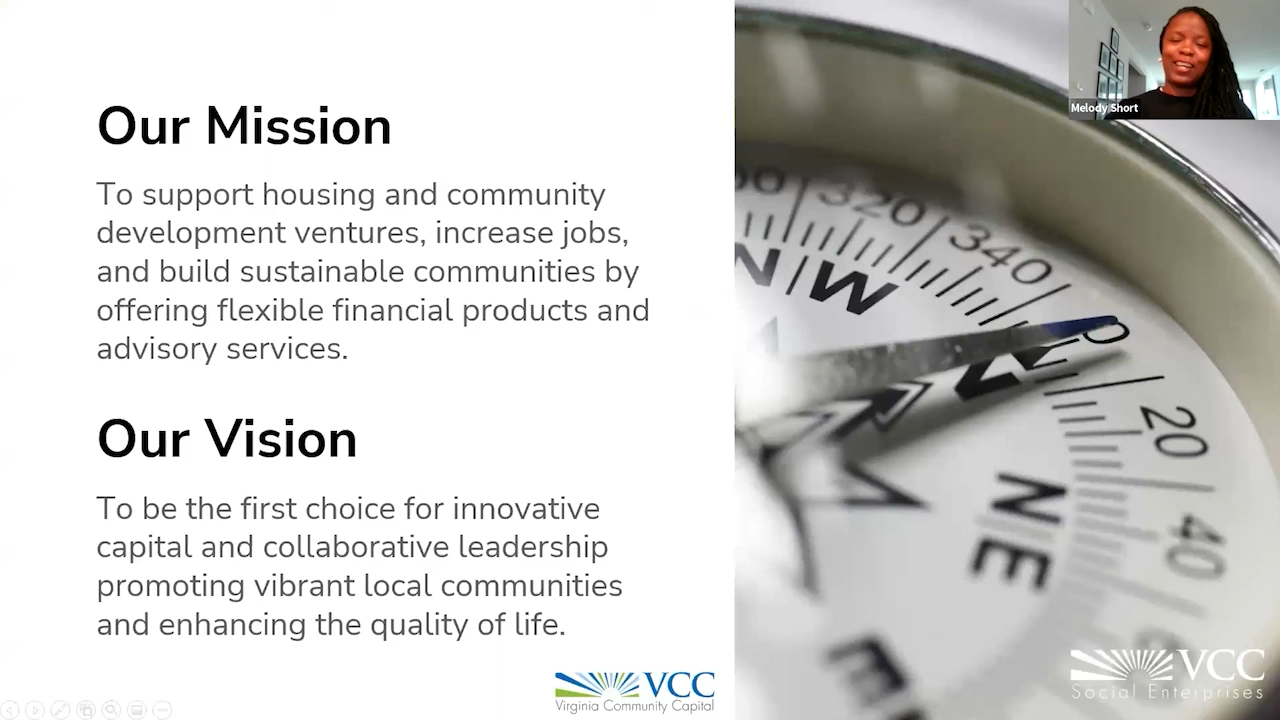 Our Mission
To support housing and community
development ventures, increase jobs,
and build sustainable communities by
offering flexible financial products and
advisory services.
Our Vision
To be the first choice for innovative
capital and collaborative leadership
promoting vibrant local communities
and enhancing the quality of life.
VCC
Virginia Community Capital
Melody Short
320
340
0
20
40
N
W
N
NE
E
VCC
Social Enterprises